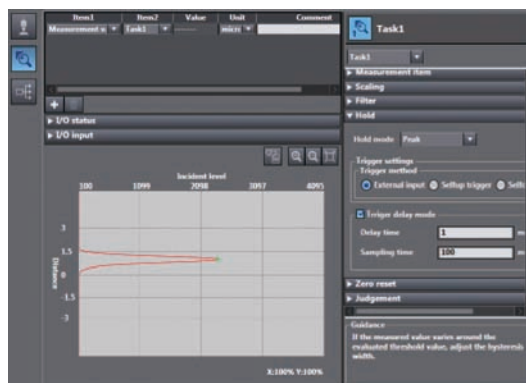 Item1 Item2 Value Unit Comment
Measurement v Task1 micro
I/O status
I/O input
Incident level
100 1099 2098 3097 4095
3
1.5
0
-1.5
-3
Distance
X:100% Y:100%
Task1
Task1
Measurement item
Scaling
Filter
Hold
Hold mode Peak
Trigger settings
Trigger method
External input Selfup trigger Self
Trriger delay mode
Delay time 1 m
Sampling time 100 m
Zero reset
Judgement
Guidance
If the measured value varies around the
evaluated threshold value, adjust the hysteresis
width.